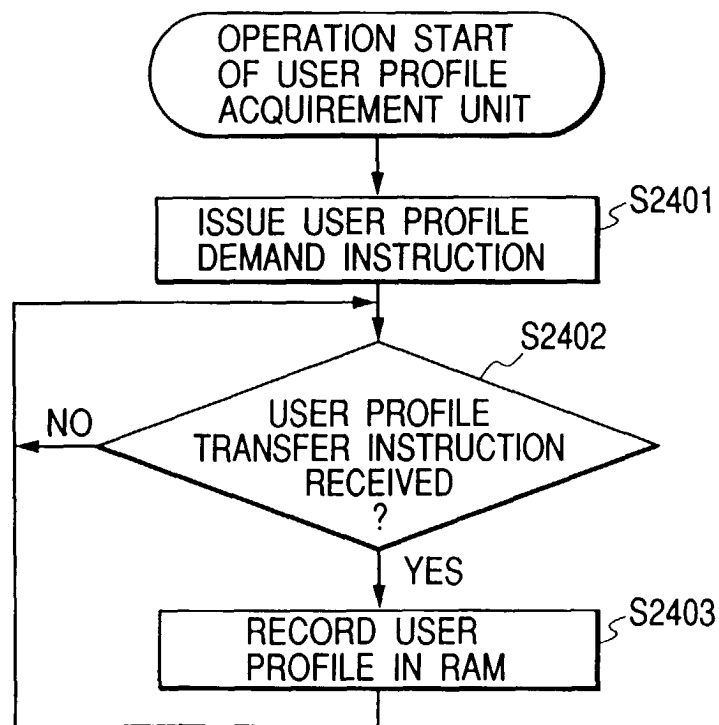 OPERATION START
OF USER PROFILE
ACQUIREMENT UNIT
S2401
ISSUE USER PROFILE
DEMAND INSTRUCTION
S2402
NO
USER PROFILE
TRANSFER INSTRUCTION
RECEIVED
?
YES
S2403
RECORD USER
PROFILE IN RAM